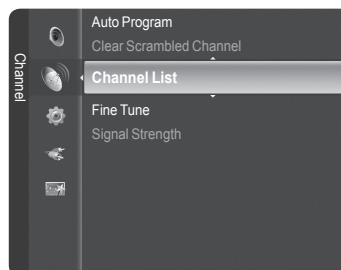 Channel
Auto Program
Clear Scrambled Channel
Channel List
Fine Tune
Signal Strength